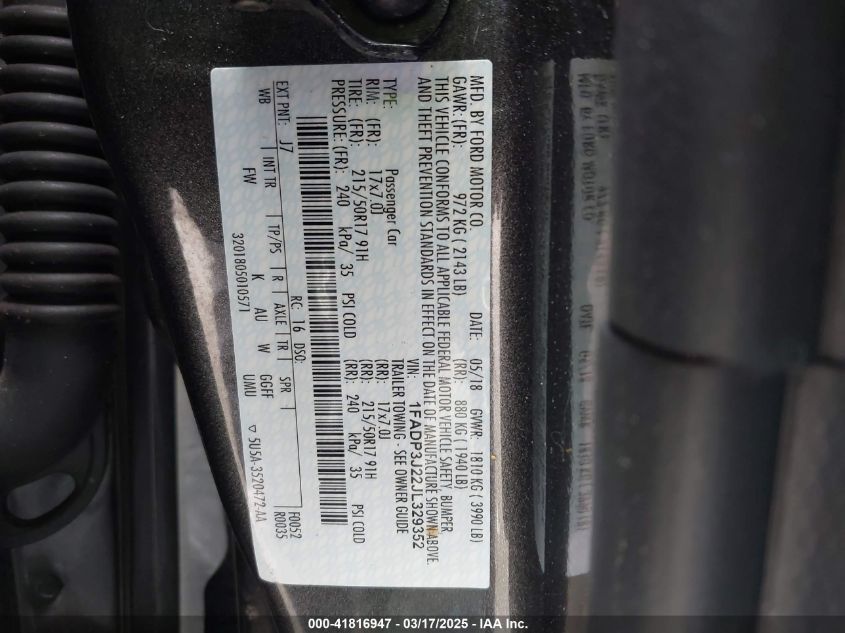 MFD. BY FORD MOTOR CO.
DATE: 05/18 GVWR: 1810 KG ( 3990 LB)
GAWR: (FR): 972 KG ( 2143 LB) (RR): 880 KG ( 1940 LB)
THIS VEHICLE CONFORMS TO ALL APPLICABLE FEDERAL MOTOR VEHICLE SAFETY, BUMPER
AND THEFT PREVENTION STANDARDS IN EFFECT ON THE DATE OF MANUFACTURE SHOWN ABOVE.
VIN: 1FADP3J22JL329352
TYPE: Passenger Car TRAILER TOWING - SEE OWNER GUIDE
RIM: (FR): 17x7.0J (RR): 17x7.0J
TIRE: (FR): 215/50R17 91H (RR): 215/50R17 91H
PRESSURE: (FR): 240 kPa/ 35 PSI COLD (RR): 240 kPa/ 35 PSI COLD
RC: 16 DSO: F0052
EXT PNT: J7 R0035
INT TR TP/PS R AXLE TR SPR
WB FW K AU W GGFF
3201805010571 UMU 5U5A-3520472-AA
000-41816947 - 03/17/2025 - IAA Inc.